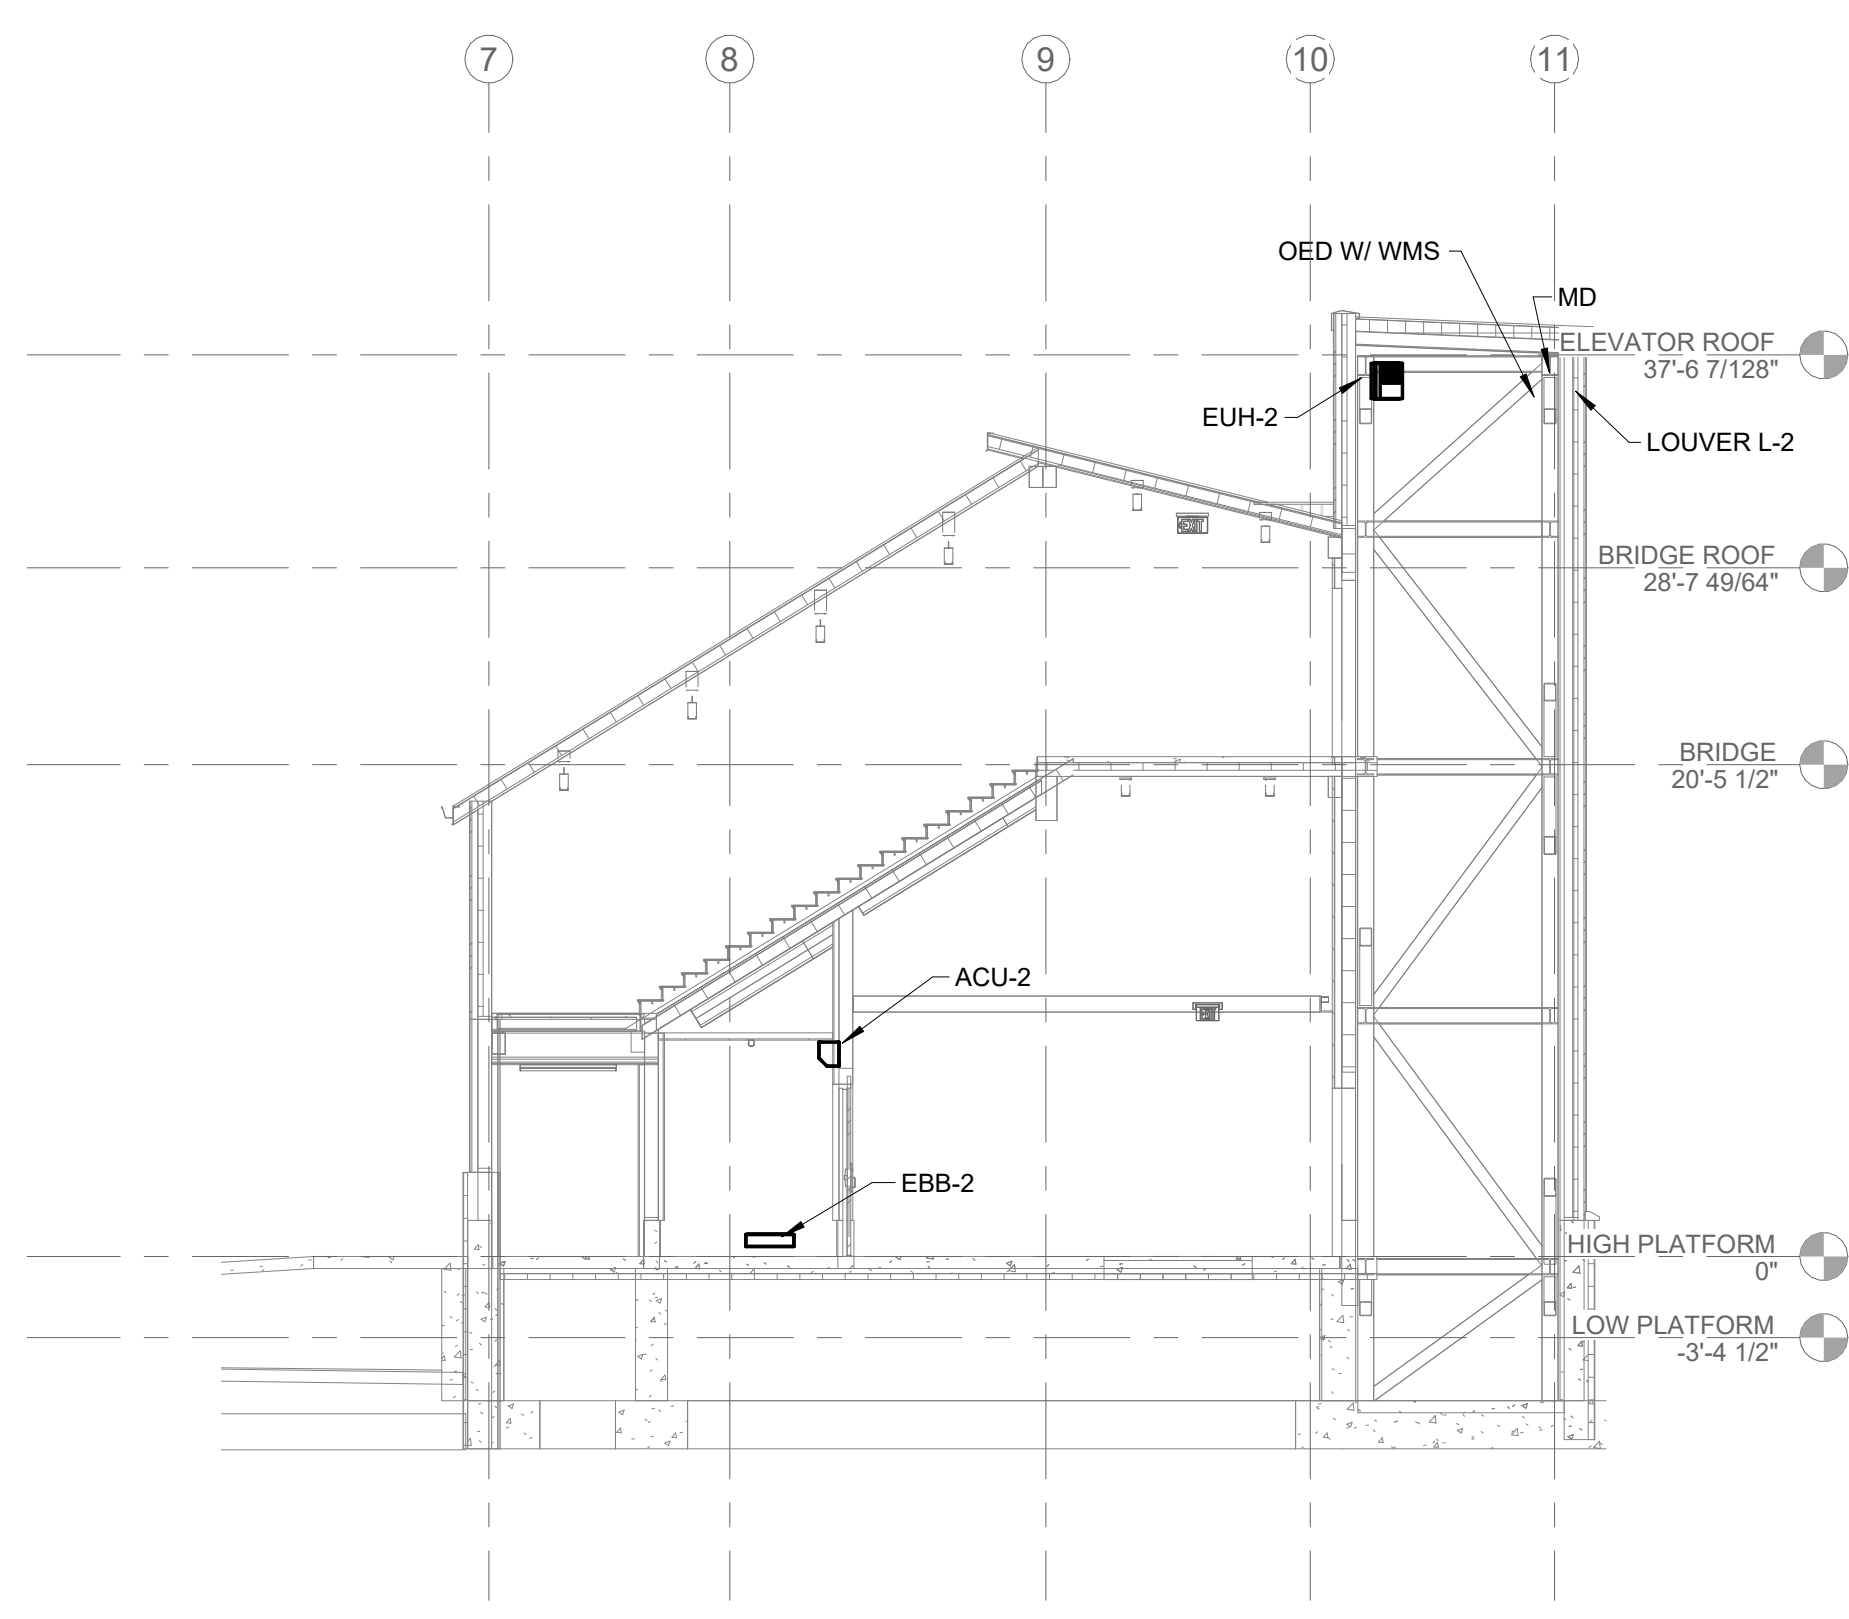 7
8
9
10
11
OED W/ WMS
MD
ELEVATOR ROOF
37'-6 7/128"
EUH-2
LOUVER L-2
EXIT
BRIDGE ROOF
28'-7 49/64"
BRIDGE
20'-5 1/2"
ACU-2
EXIT
EBB-2
HIGH PLATFORM
0"
LOW PLATFORM
-3'-4 1/2"